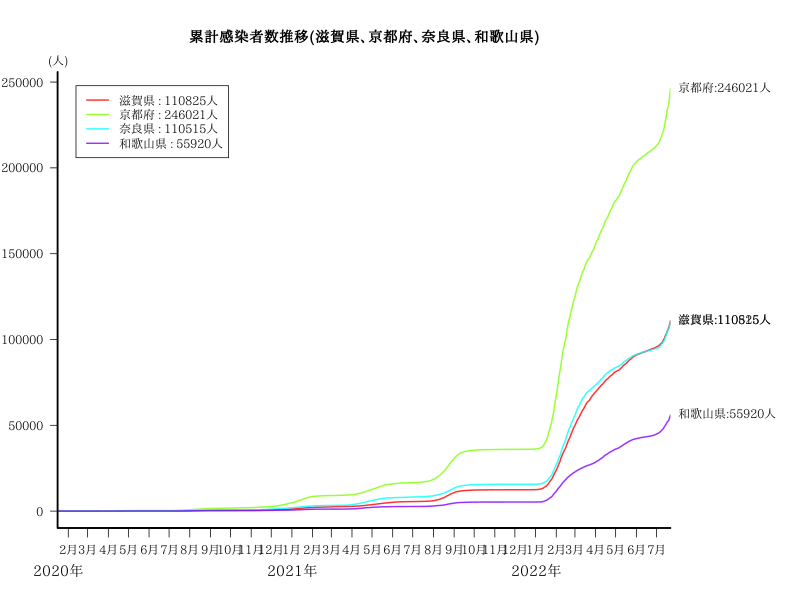 累計感染者数推移(滋賀県、京都府、奈良県、和歌山県)
(人)
250000
200000
150000
100000
50000
0
滋賀県 : 110825人
京都府 : 246021人
奈良県 : 110515人
和歌山県 : 55920人
京都府:246021人
和歌山県:55920人
2月 3月 4月 5月 6月 7月 8月 9月 10月 11月 12月 1月 2月 3月 4月 5月 6月 7月 8月 9月 10月 11月 12月 1月 2月 3月 4月 5月 6月 7月
2020年 2021年 2022年